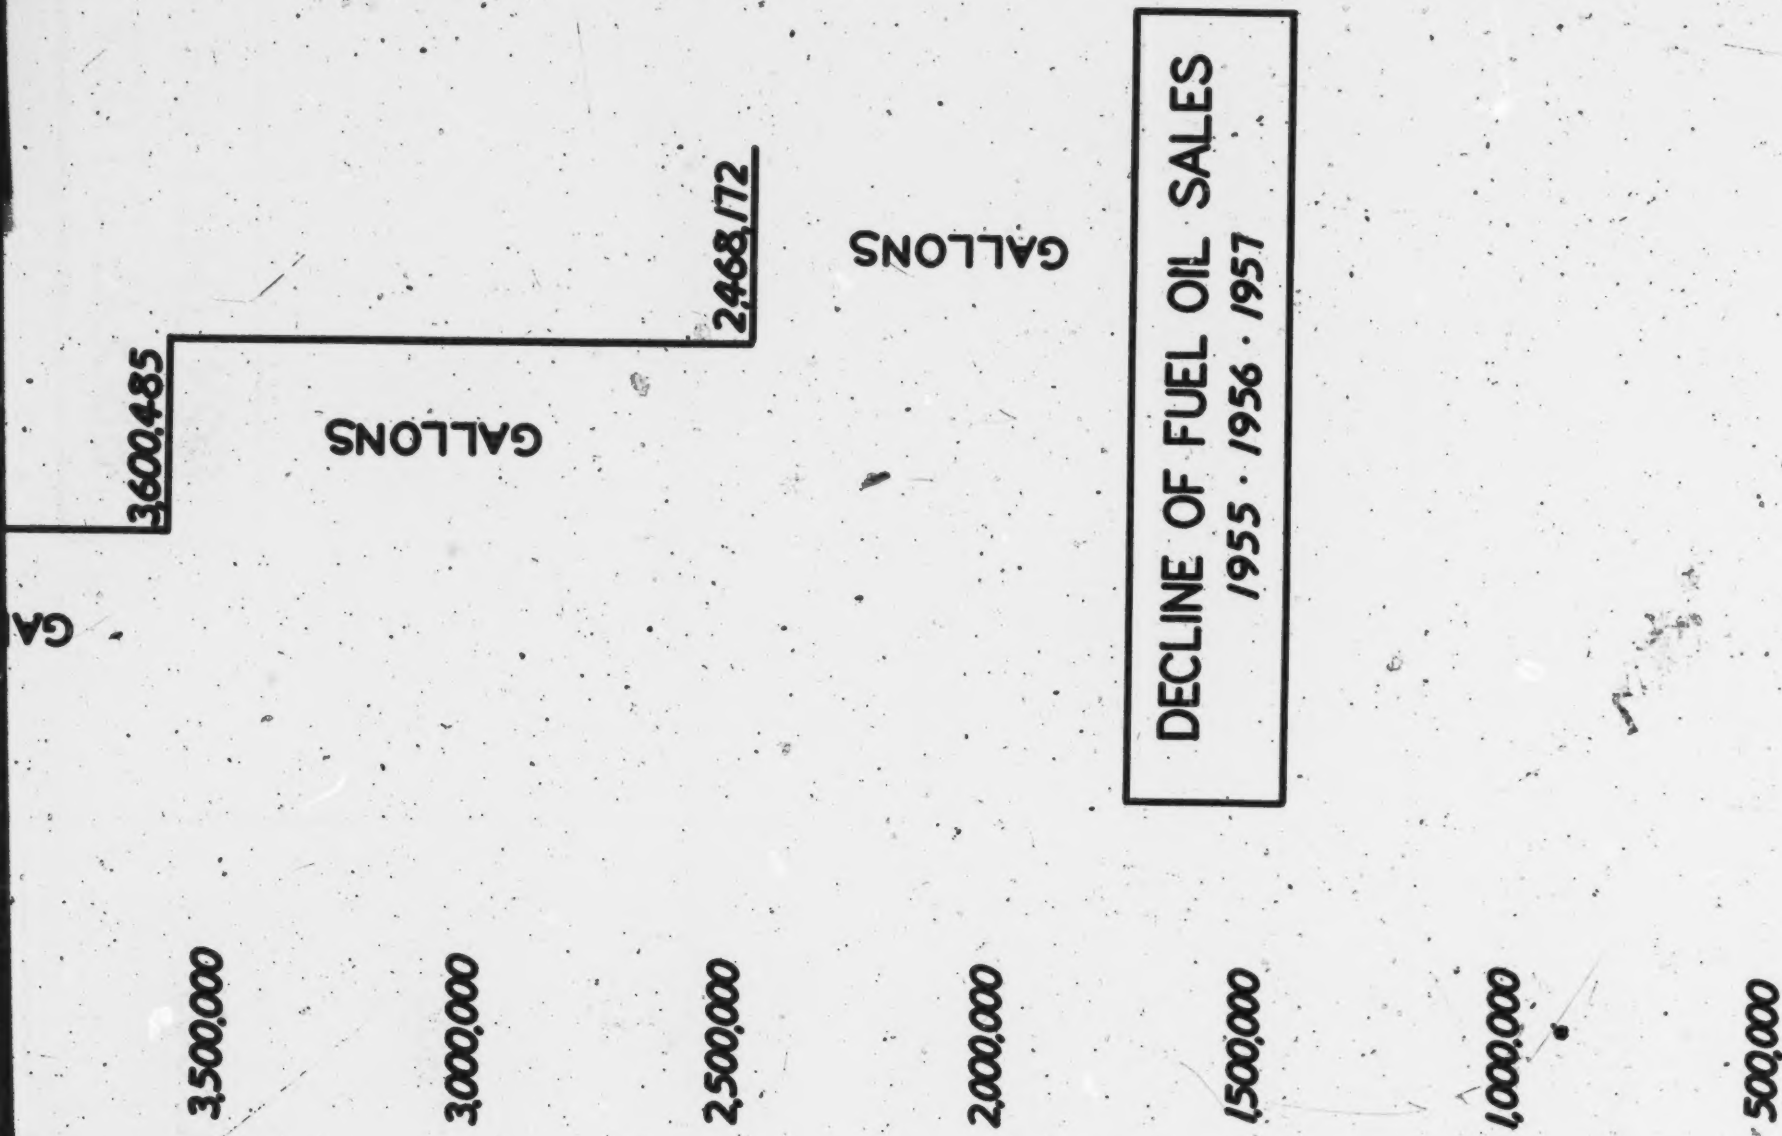 GA
3,600,485
GALLONS
2,468,172
GALLONS
3,500,000
3,000,000
2,500,000
2,000,000
1,500,000
1,000,000
500,000
DECLINE OF FUEL OIL SALES
1955 · 1956 · 1957